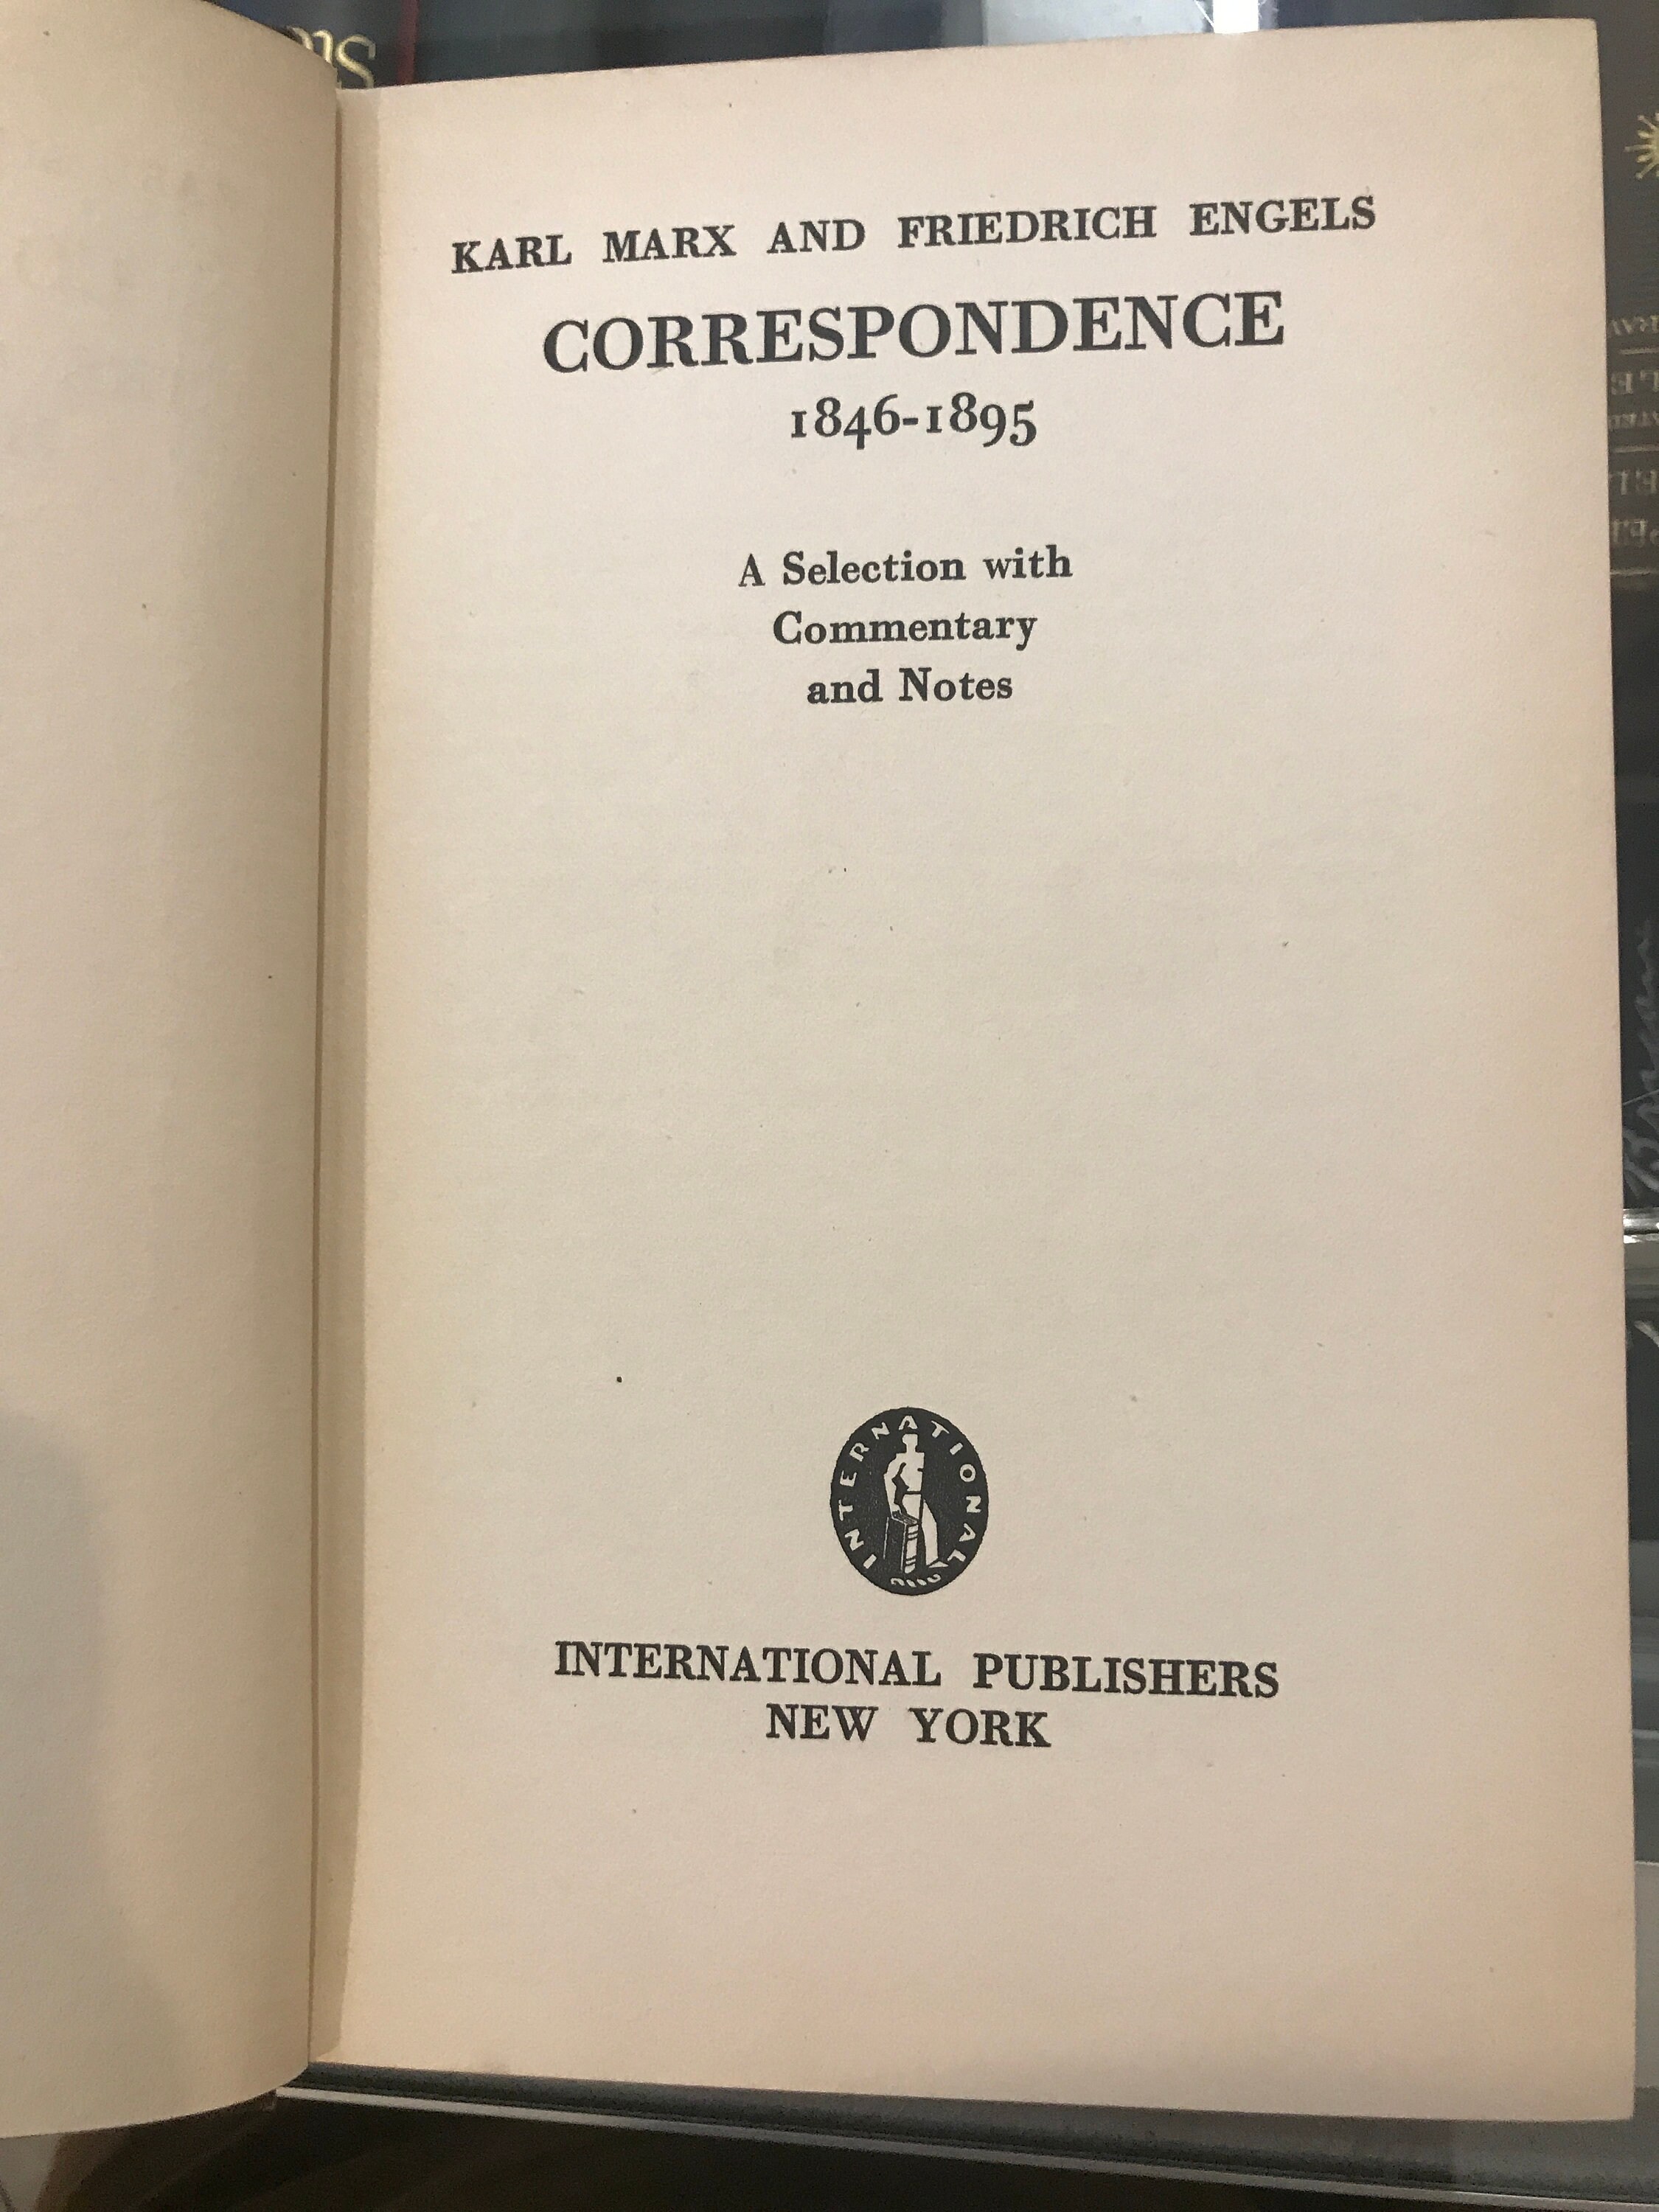 KARL MARX AND FRIEDRICH ENGELS
CORRESPONDENCE
1846-1895
A Selection with
Commentary
and Notes
INTERNATIONAL
INTERNATIONAL PUBLISHERS
NEW YORK